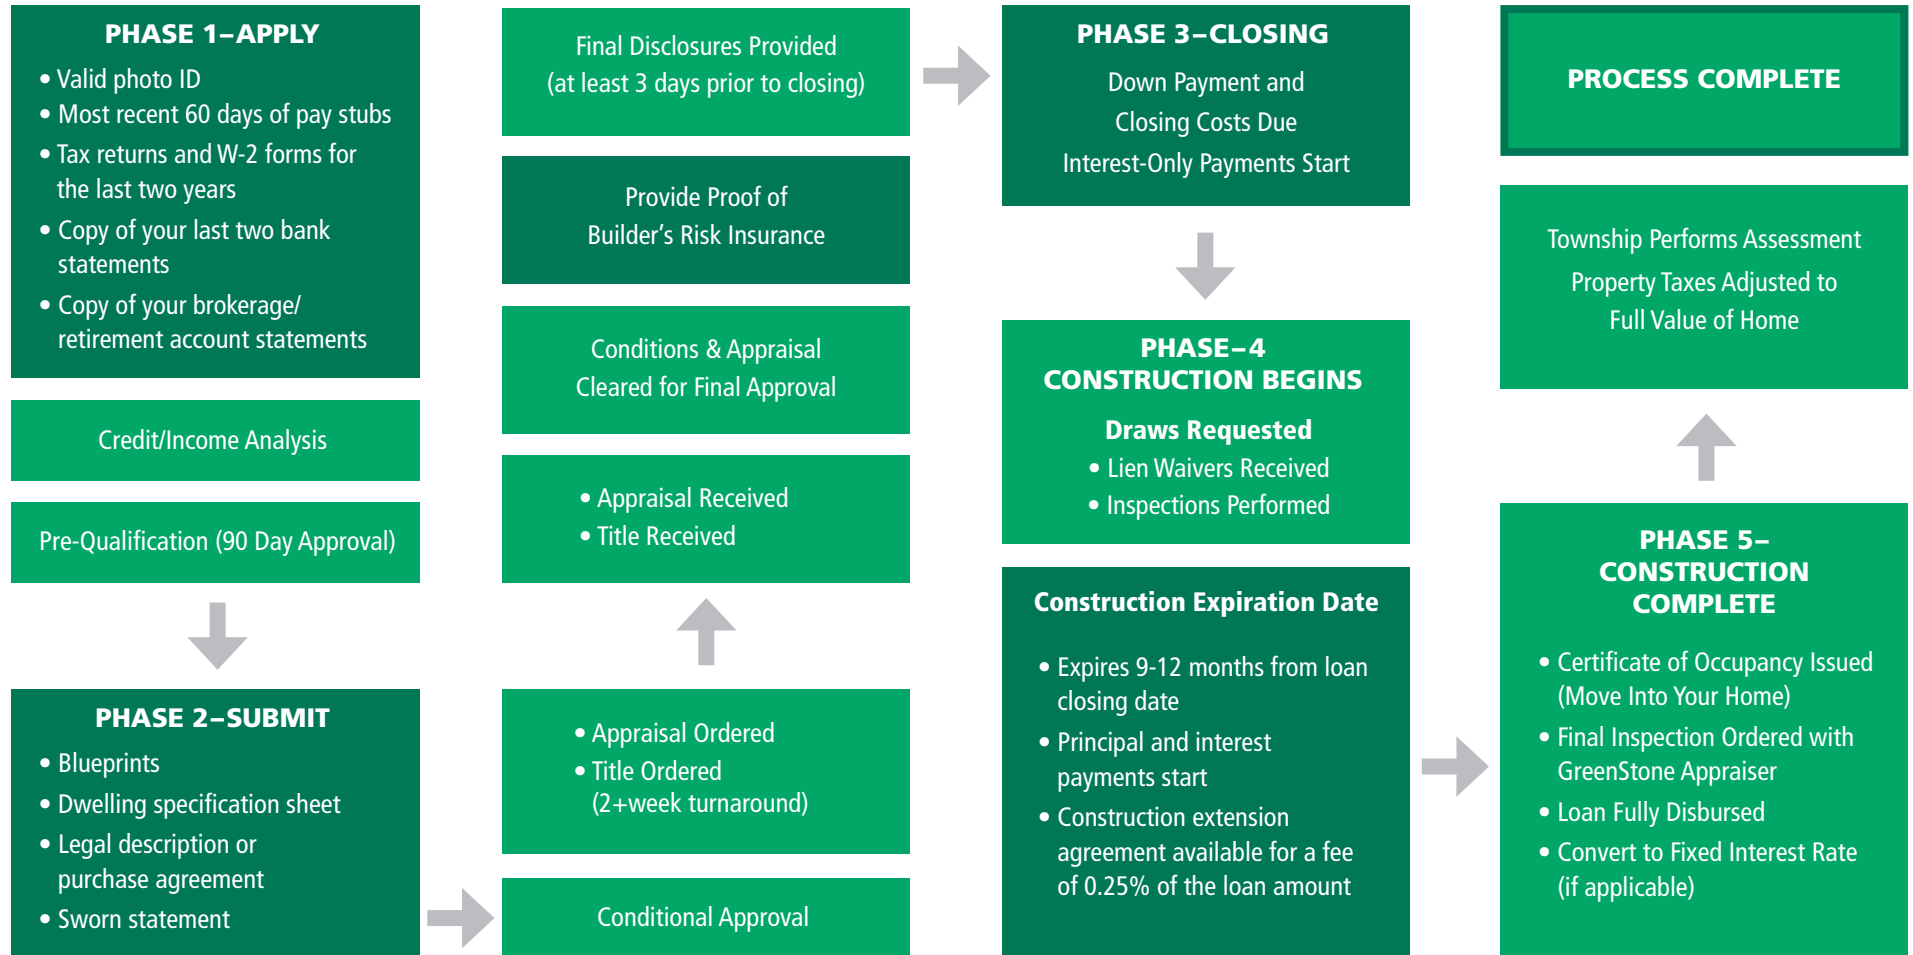 PHASE 1–APPLY
• Valid photo ID
• Most recent 60 days of pay stubs
• Tax returns and W-2 forms for
the last two years
• Copy of your last two bank
statements
• Copy of your brokerage/
retirement account statements
Credit/Income Analysis
Pre-Qualification (90 Day Approval)
PHASE 2–SUBMIT
• Blueprints
• Dwelling specification sheet
• Legal description or
purchase agreement
• Sworn statement
Conditional Approval
• Appraisal Ordered
• Title Ordered
(2+week turnaround)
• Appraisal Received
• Title Received
Conditions & Appraisal
Cleared for Final Approval
Provide Proof of
Builder’s Risk Insurance
Final Disclosures Provided
(at least 3 days prior to closing)
PHASE 3–CLOSING
Down Payment and
Closing Costs Due
Interest-Only Payments Start
PHASE–4
CONSTRUCTION BEGINS
Draws Requested
• Lien Waivers Received
• Inspections Performed
Construction Expiration Date
• Expires 9-12 months from loan
closing date
• Principal and interest
payments start
• Construction extension
agreement available for a fee
of 0.25% of the loan amount
PHASE 5–
CONSTRUCTION
COMPLETE
• Certificate of Occupancy Issued
(Move Into Your Home)
• Final Inspection Ordered with
GreenStone Appraiser
• Loan Fully Disbursed
• Convert to Fixed Interest Rate
(if applicable)
Township Performs Assessment
Property Taxes Adjusted to
Full Value of Home
PROCESS COMPLETE